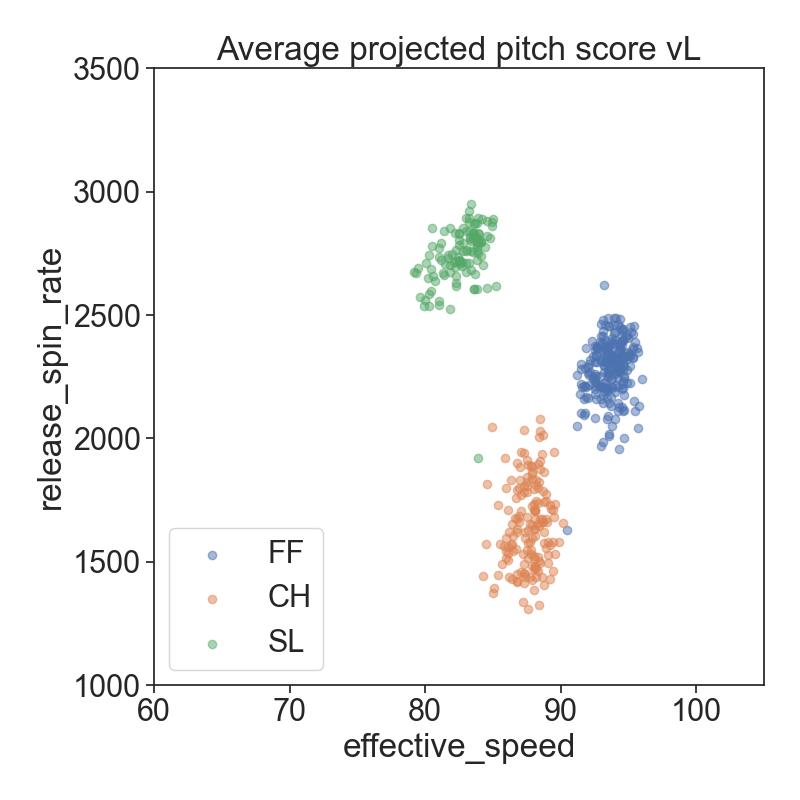 Average projected pitch score vL
3500
3000
2500
2000
1500
1000
release_spin_rate
FF
CH
SL
60
70
80
90
100
effective_speed